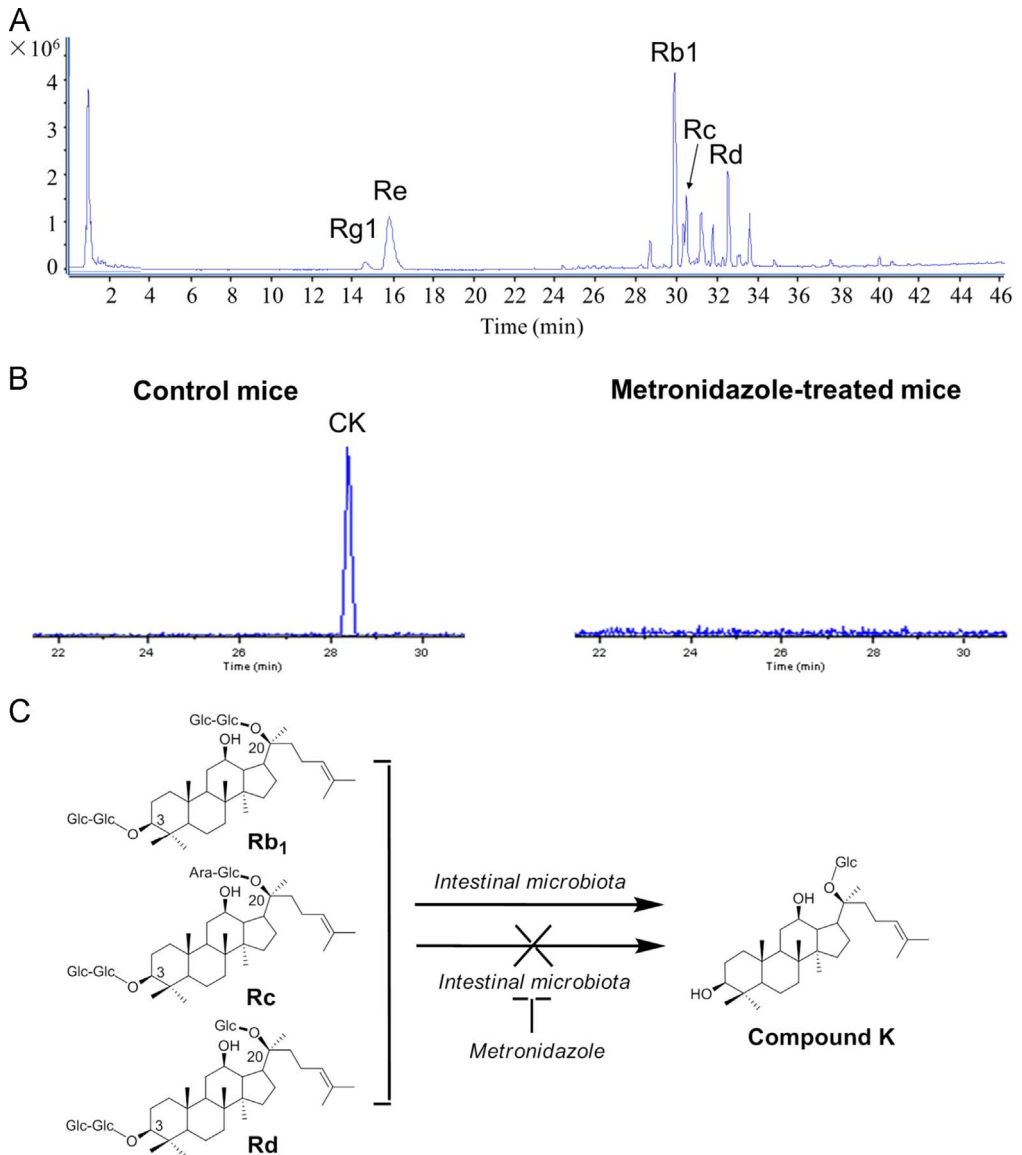 A
×10⁶
4
3
2
1
0
Rg1
Re
Rb1
Rc
Rd
2 4 6 8 10 12 14 16 18 20 22 24 26 28 30 32 34 36 38 40 42 44 46
Time (min)
B
Control mice
CK
22 24 26 28 30
Time (min)
Metronidazole-treated mice
22 24 26 28 30
Time (min)
C
Glc-Glc
O
OH
20
Glc-Glc
O
3
Rb₁
Ara-Glc
O
OH
20
Glc-Glc
O
3
Rc
Glc
O
OH
20
Glc-Glc
O
3
Rd
Intestinal microbiota
Intestinal microbiota
Metronidazole
Glc
O
OH
HO
Compound K